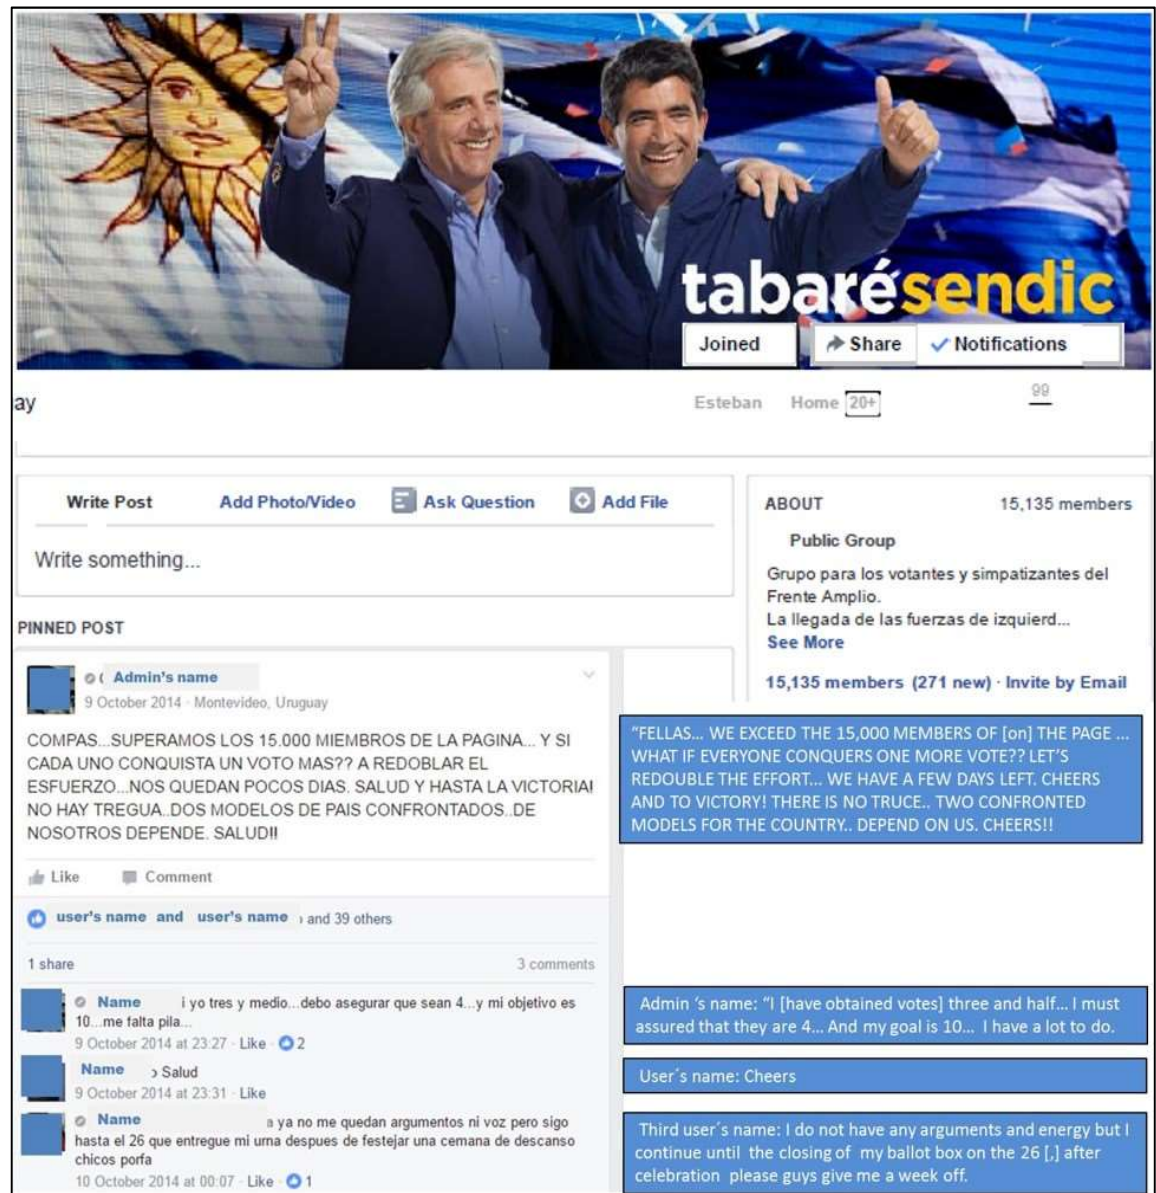 tabarésendic
Joined
Share
Notifications
ay
Esteban Home 20+
99
Write Post Add Photo/Video Ask Question Add File
Write something...
ABOUT 15,135 members
Public Group
Grupo para los votantes y simpatizantes del
Frente Amplio.
La llegada de las fuerzas de izquierd...
See More
15,135 members (271 new) · Invite by Email
PINNED POST
Admin's name
9 October 2014 · Montevideo, Uruguay
COMPAS...SUPERAMOS LOS 15.000 MIEMBROS DE LA PAGINA... Y SI
CADA UNO CONQUISTA UN VOTO MAS?? A REDOBLAR EL
ESFUERZO...NOS QUEDAN POCOS DIAS. SALUD Y HASTA LA VICTORIA!
NO HAY TREGUA..DOS MODELOS DE PAIS CONFRONTADOS..DE
NOSOTROS DEPENDE. SALUD!!
"FELLAS... WE EXCEED THE 15,000 MEMBERS OF [on] THE PAGE ...
WHAT IF EVERYONE CONQUERS ONE MORE VOTE?? LET'S
REDOUBLE THE EFFORT... WE HAVE A FEW DAYS LEFT. CHEERS
AND TO VICTORY! THERE IS NO TRUCE.. TWO CONFRONTED
MODELS FOR THE COUNTRY.. DEPEND ON US. CHEERS!!
Like Comment
user's name and user's name and 39 others
1 share 3 comments
Name i yo tres y medio...debo asegurar que sean 4...y mi objetivo es
10...me falta pila...
9 October 2014 at 23:27 · Like · 2
Admin ‘s name: “I [have obtained votes] three and half... I must
assured that they are 4... And my goal is 10... I have a lot to do.
Name Salud
9 October 2014 at 23:31 · Like
User´s name: Cheers
Name a ya no me quedan argumentos ni voz pero sigo
hasta el 26 que entregue mi urna despues de festejar una cemana de descanso
chicos porfa
10 October 2014 at 00:07 · Like · 1
Third user´s name: I do not have any arguments and energy but I
continue until the closing of my ballot box on the 26 [,] after
celebration please guys give me a week off.